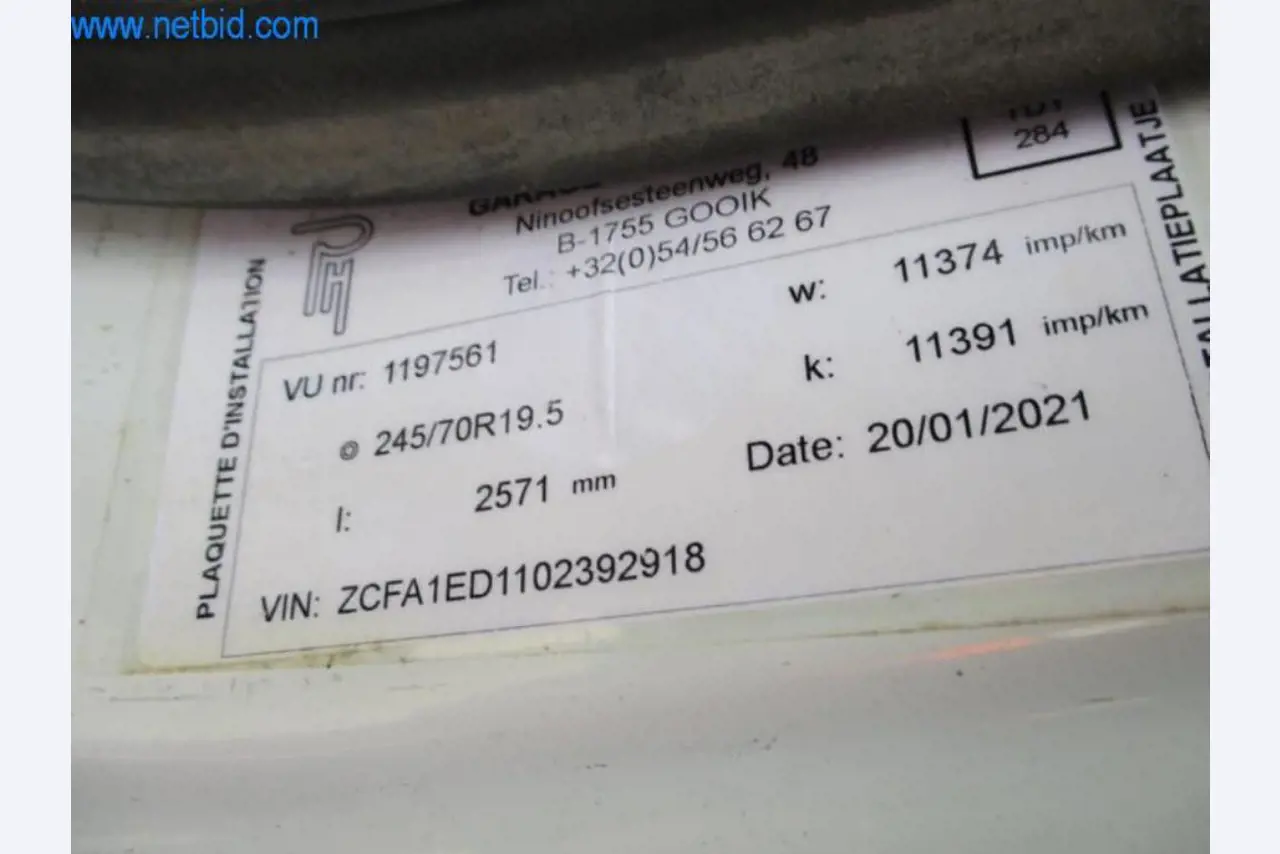 www.netbid.com
284
Ninoofsesteenweg, 48
B-1755 GOOIK
Tel.: +32(0)54/56 62 67
PLAQUETTE D'INSTALLATION
VU nr: 1197561
w: 11374 imp/km
245/70R19.5
k: 11391 imp/km
l: 2571 mm
Date: 20/01/2021
VIN: ZCFA1ED1102392918